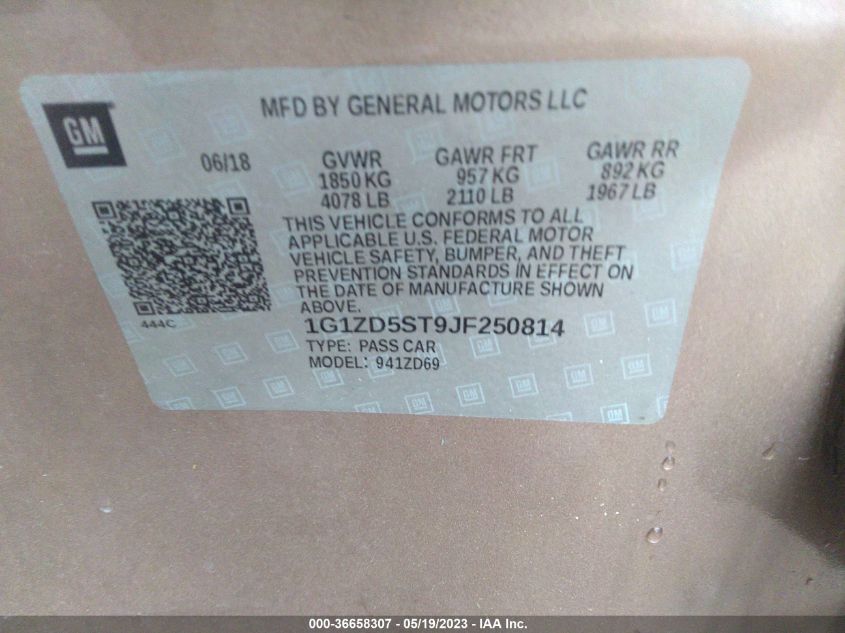 GM
MFD BY GENERAL MOTORS LLC
06/18 GVWR GAWR FRT GAWR RR
1850 KG 957 KG 892 KG
4078 LB 2110 LB 1967 LB
THIS VEHICLE CONFORMS TO ALL
APPLICABLE U.S. FEDERAL MOTOR
VEHICLE SAFETY, BUMPER, AND THEFT
PREVENTION STANDARDS IN EFFECT ON
THE DATE OF MANUFACTURE SHOWN
ABOVE.
444C
1G1ZD5ST9JF250814
TYPE: PASS CAR
MODEL: 941ZD69
000-36658307 - 05/19/2023 - IAA Inc.